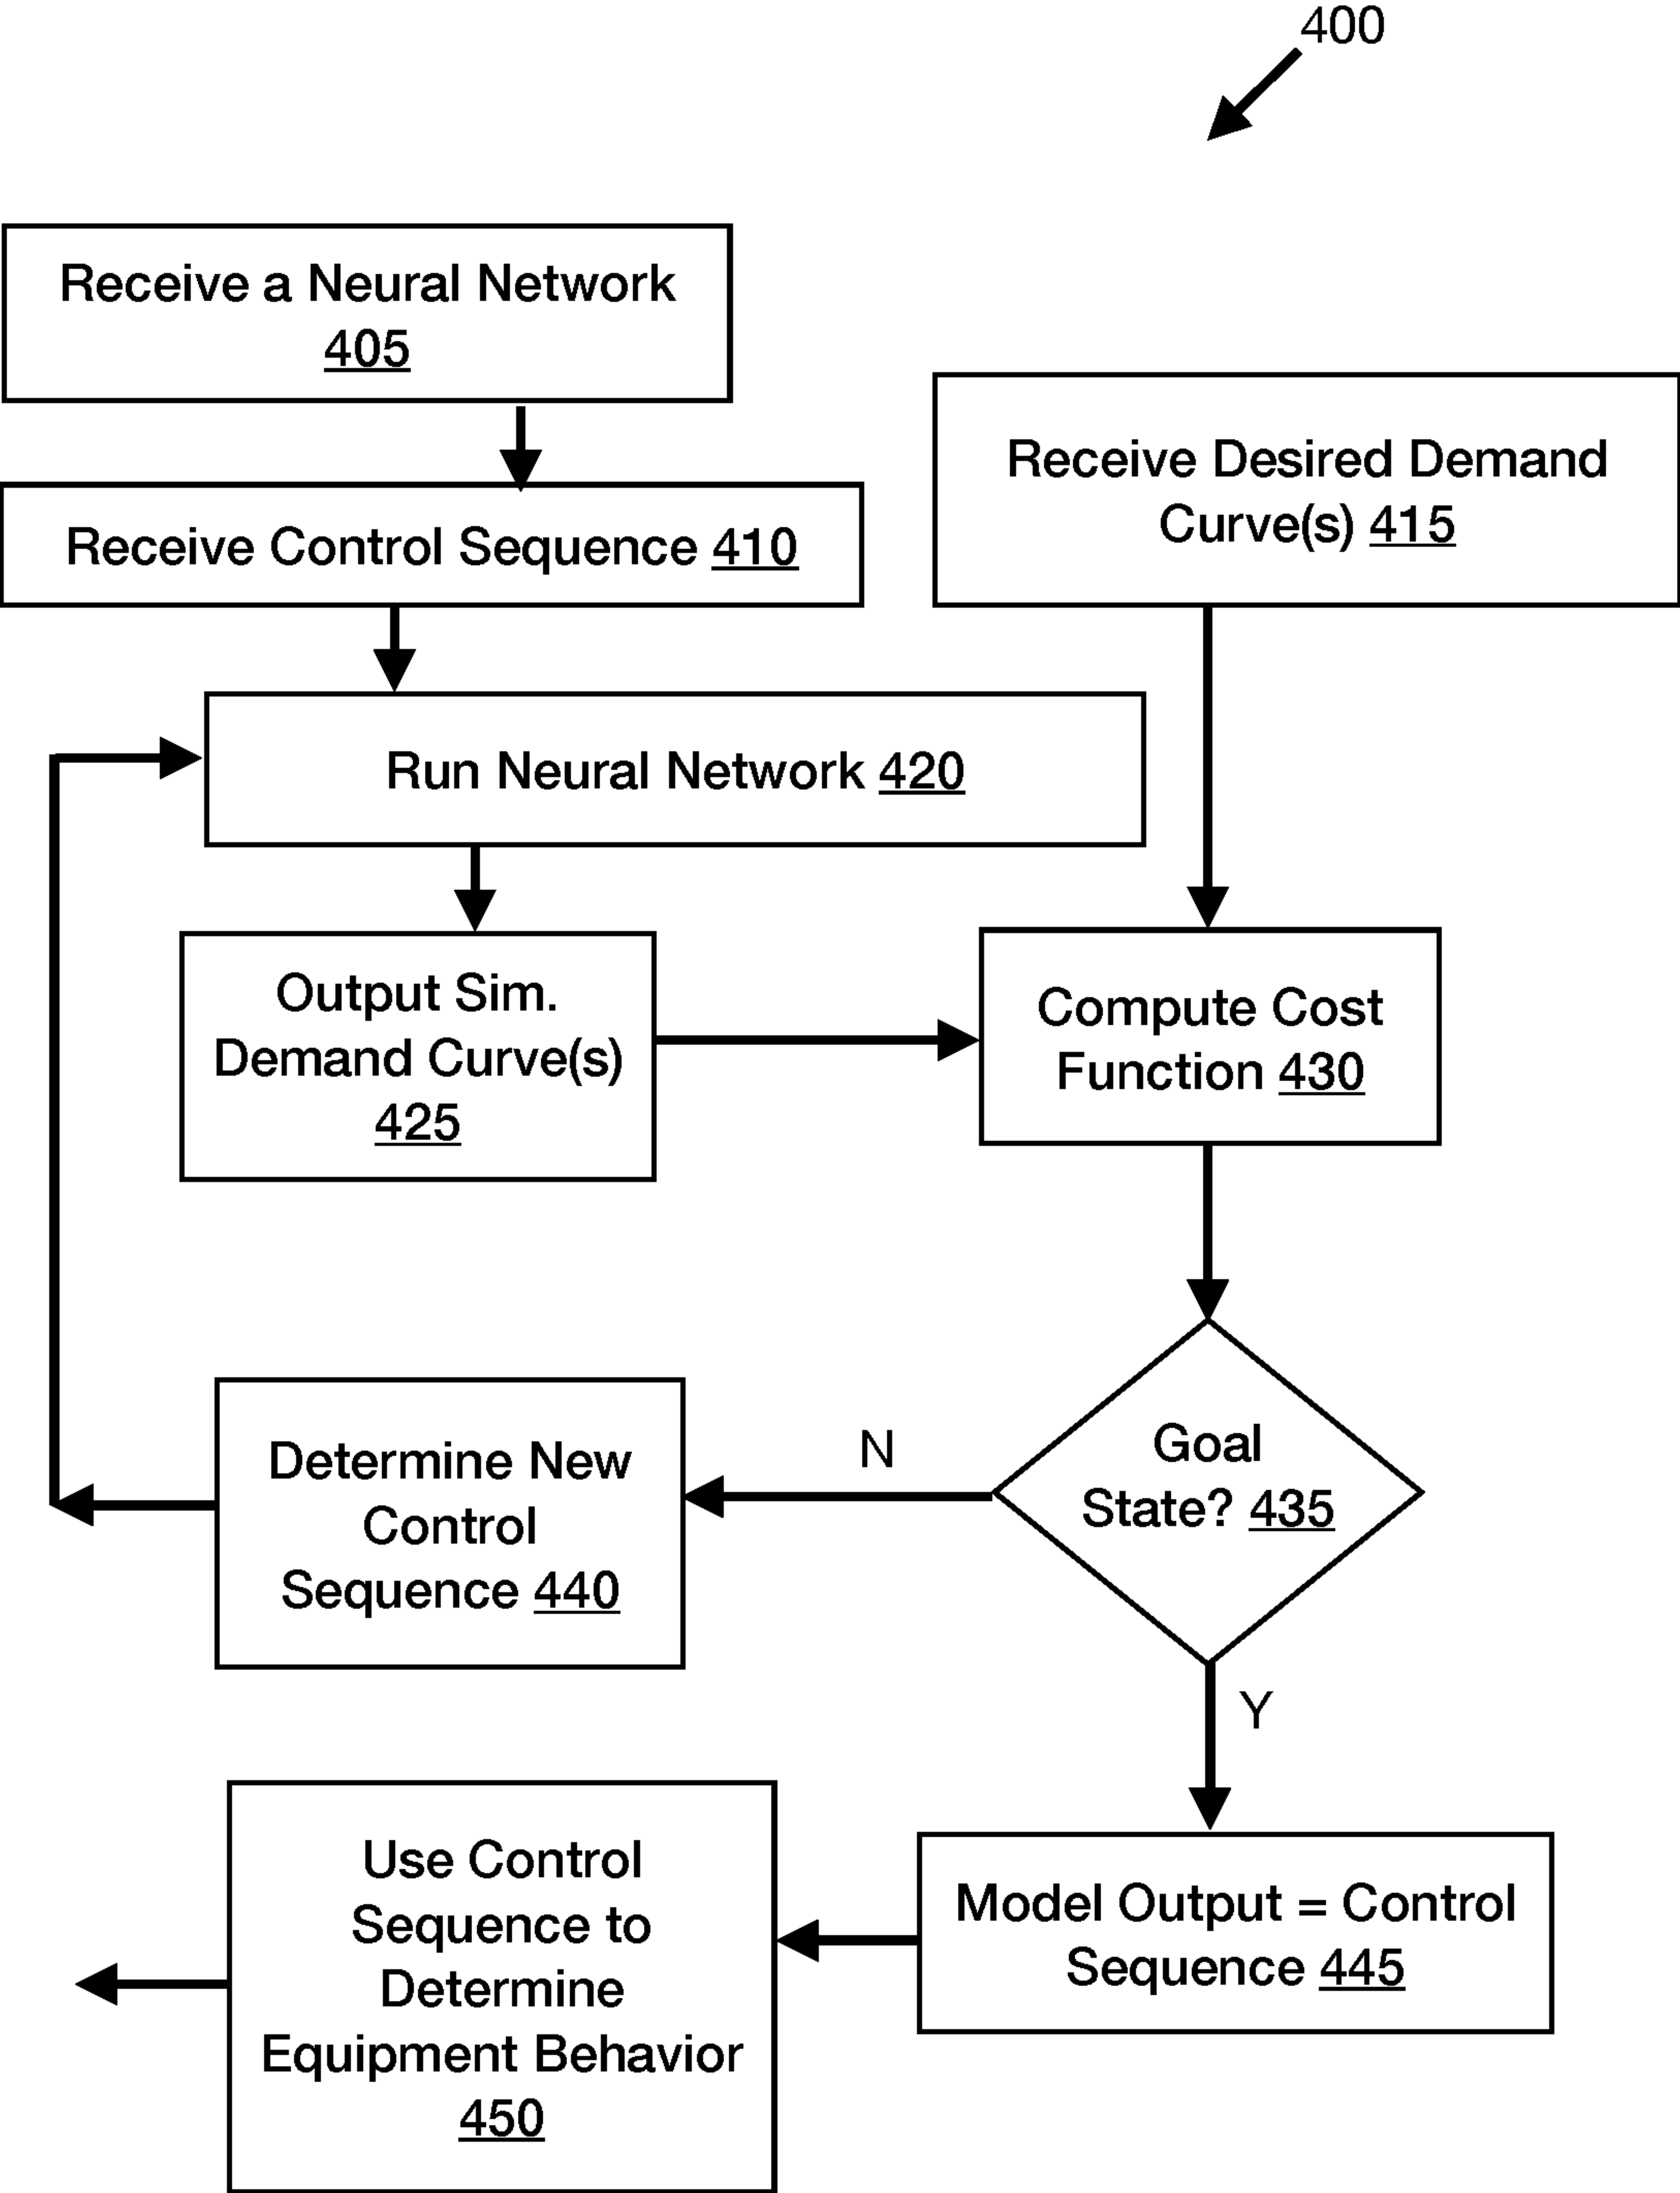 400
Receive a Neural Network
405
Receive Desired Demand
Curve(s) 415
Receive Control Sequence 410
Run Neural Network 420
Output Sim.
Demand Curve(s)
425
Compute Cost
Function 430
Goal
State? 435
N
Determine New
Control
Sequence 440
Y
Model Output = Control
Sequence 445
Use Control
Sequence to
Determine
Equipment Behavior
450